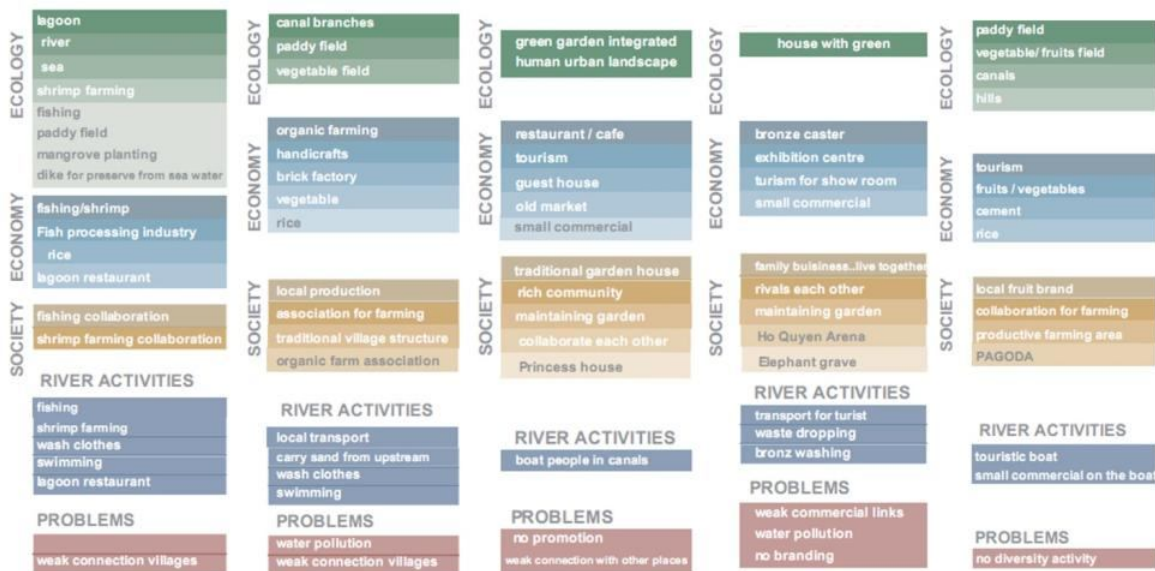 ECOLOGY
lagoon
river
sea
shrimp farming
fishing
paddy field
mangrove planting
dike for preserve from sea water
ECONOMY
fishing/shrimp
Fish processing industry
rice
lagoon restaurant
SOCIETY
fishing collaboration
shrimp farming collaboration
RIVER ACTIVITIES
fishing
shrimp farming
wash clothes
swimming
lagoon restaurant
PROBLEMS
weak connection villages
ECOLOGY
canal branches
paddy field
vegetable field
ECONOMY
organic farming
handicrafts
brick factory
vegetable
rice
SOCIETY
local production
association for farming
traditional village structure
organic farm association
RIVER ACTIVITIES
local transport
carry sand from upstream
wash clothes
swimming
PROBLEMS
water pollution
weak connection villages
ECOLOGY
green garden integrated
human urban landscape
ECONOMY
restaurant / cafe
tourism
guest house
old market
small commercial
SOCIETY
traditional garden house
rich community
maintaining garden
collaborate each other
Princess house
RIVER ACTIVITIES
boat people in canals
PROBLEMS
no promotion
weak connection with other places
ECOLOGY
house with green
ECONOMY
bronze caster
exhibition centre
turism for show room
small commercial
SOCIETY
family buisiness..live together
rivals each other
maintaining garden
Ho Quyen Arena
Elephant grave
RIVER ACTIVITIES
transport for turist
waste dropping
bronz washing
PROBLEMS
weak commercial links
water pollution
no branding
ECOLOGY
paddy field
vegetable/ fruits field
canals
hills
ECONOMY
tourism
fruits / vegetables
cement
rice
SOCIETY
local fruit brand
collaboration for farming
productive farming area
PAGODA
RIVER ACTIVITIES
touristic boat
small commercial on the boat
PROBLEMS
no diversity activity